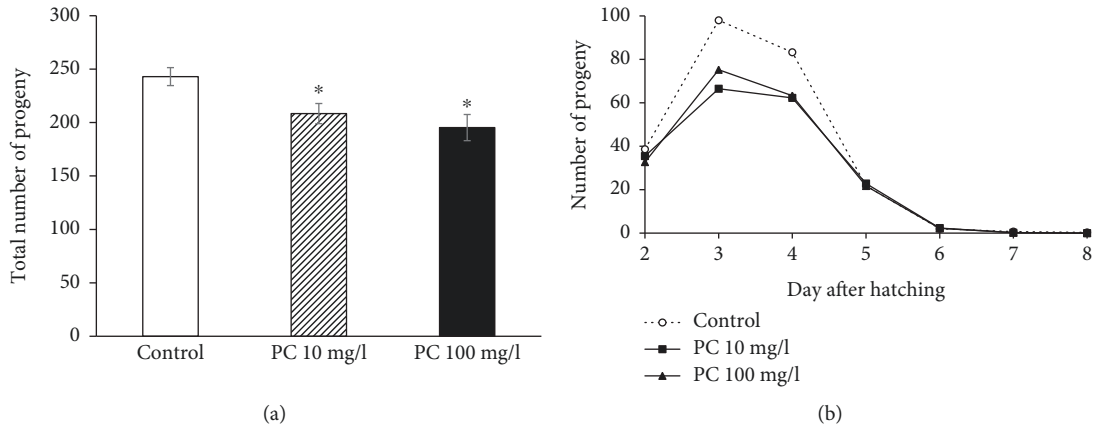 Total number of progeny
300
250
200
150
100
50
0
*
*
Control
PC 10 mg/l
PC 100 mg/l
(a)
Number of progeny
100
80
60
40
20
0
2
3
4
5
6
7
8
Day after hatching
Control
PC 10 mg/l
PC 100 mg/l
(b)